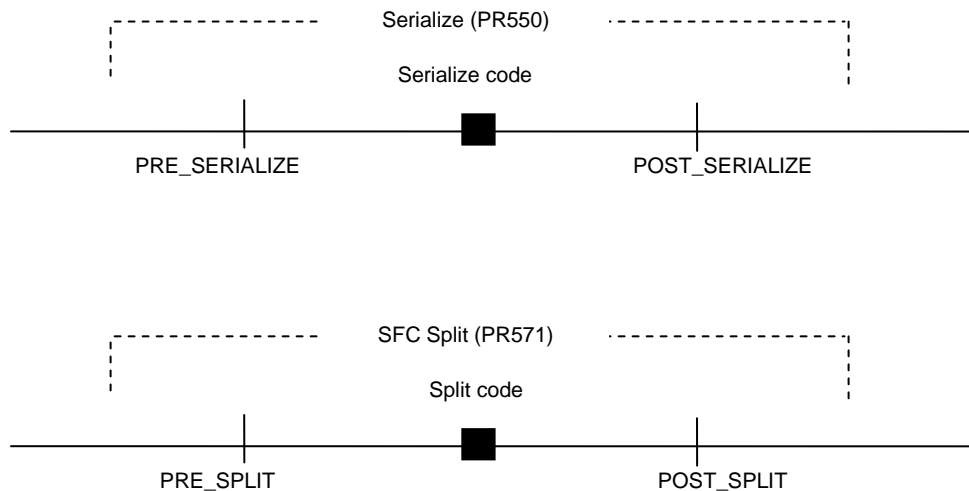 Serialize (PR550)
Serialize code
PRE_SERIALIZE
POST_SERIALIZE
SFC Split (PR571)
Split code
PRE_SPLIT
POST_SPLIT